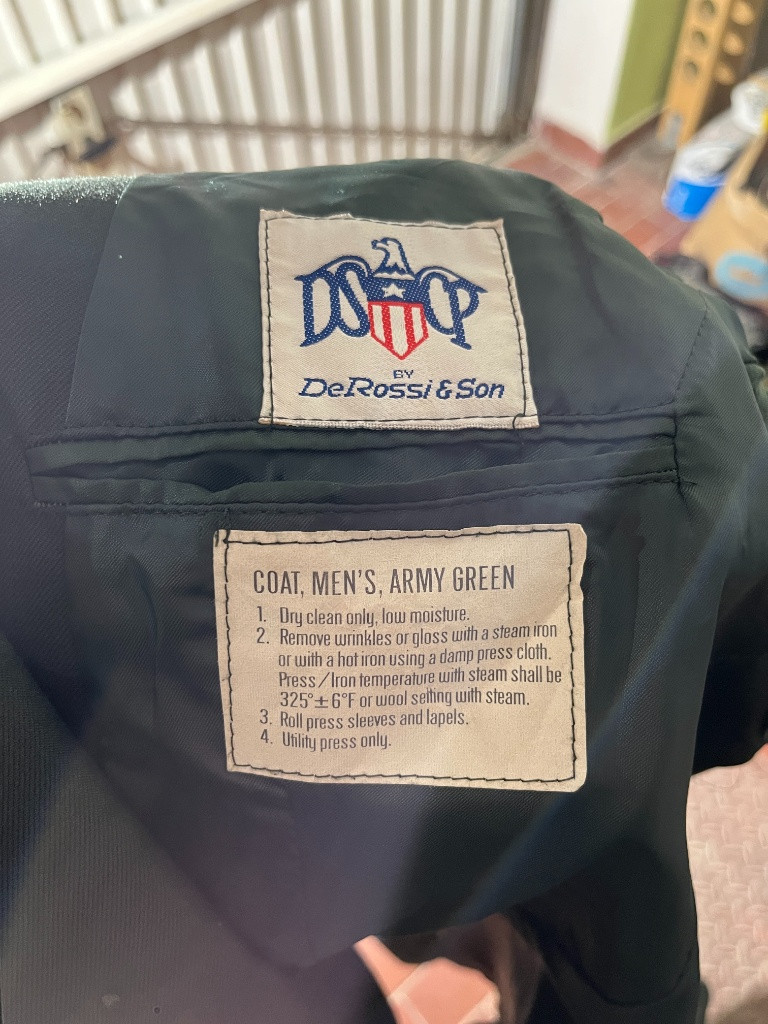 DSCP
BY
DeRossi & Son
COAT, MEN'S, ARMY GREEN
1. Dry clean only, low moisture.
2. Remove wrinkles or gloss with a steam iron
or with a hot iron using a damp press cloth.
Press/Iron temperature with steam shall be
325°±6°F or wool setting with steam.
3. Roll press sleeves and lapels.
4. Utility press only.